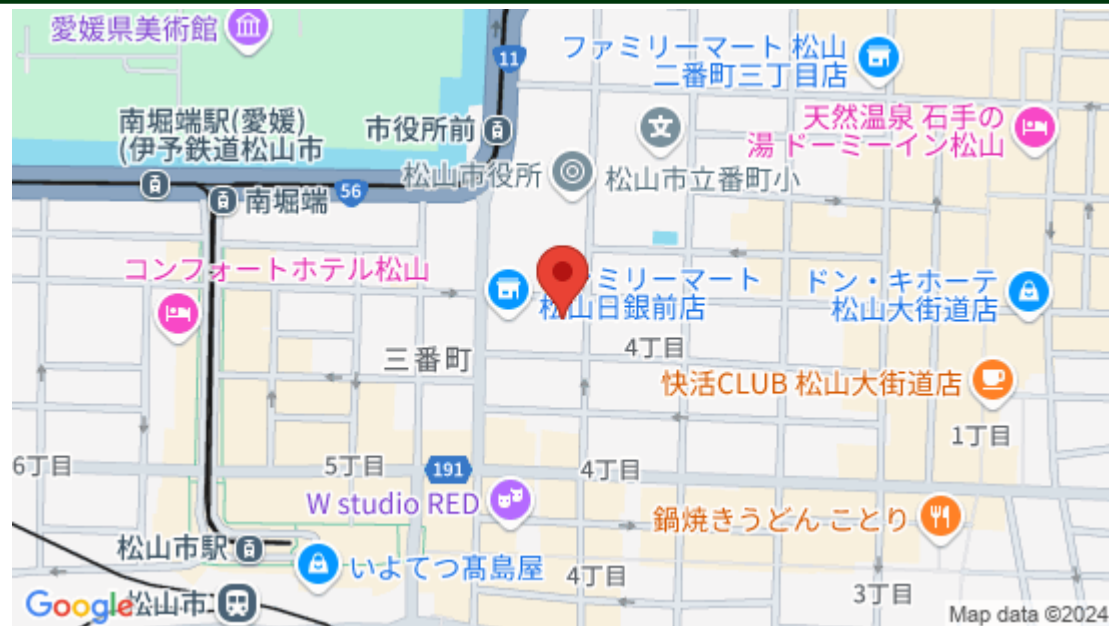 愛媛県美術館
11
ファミリーマート 松山
二番町三丁目店
南堀端駅(愛媛)
(伊予鉄道松山市
市役所前
天然温泉 石手の
湯 ドーミーイン松山
松山市役所
松山市立番町小
56
南堀端
コンフォートホテル松山
ミリーマート
松山日銀前店
ドン・キホーテ
松山大街道店
三番町
4丁目
快活CLUB 松山大街道店
1丁目
6丁目
5丁目
191
4丁目
W studio RED
鍋焼きうどん ことり
松山市駅
いよてつ髙島屋
4丁目
3丁目
Google
松山市
Map data ©2024